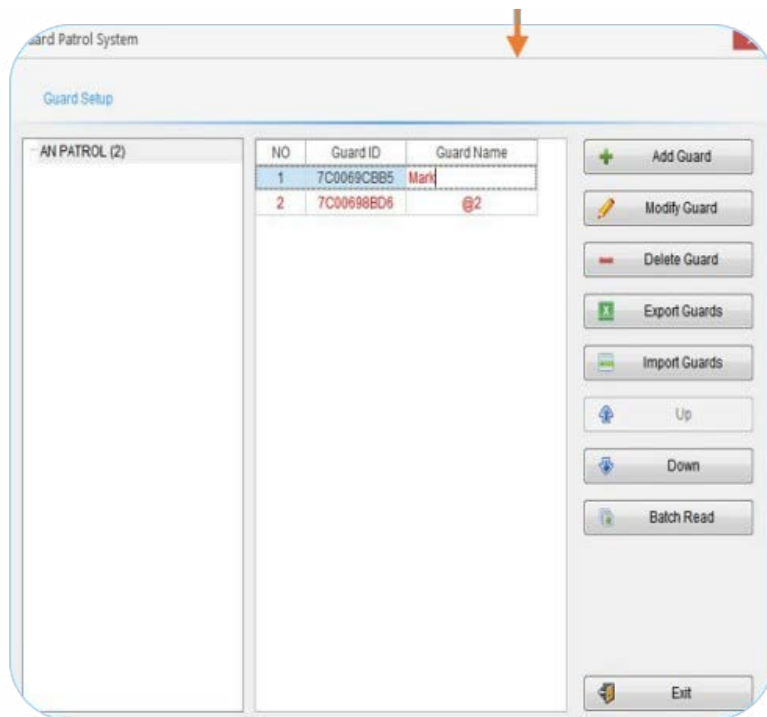 ard Patrol System
Guard Setup
AN PATROL (2)
NO Guard ID Guard Name
1 7C0069CBB5 Mark
2 7C00698BD6 @2
Add Guard
Modify Guard
Delete Guard
Export Guards
Import Guards
Up
Down
Batch Read
Exit